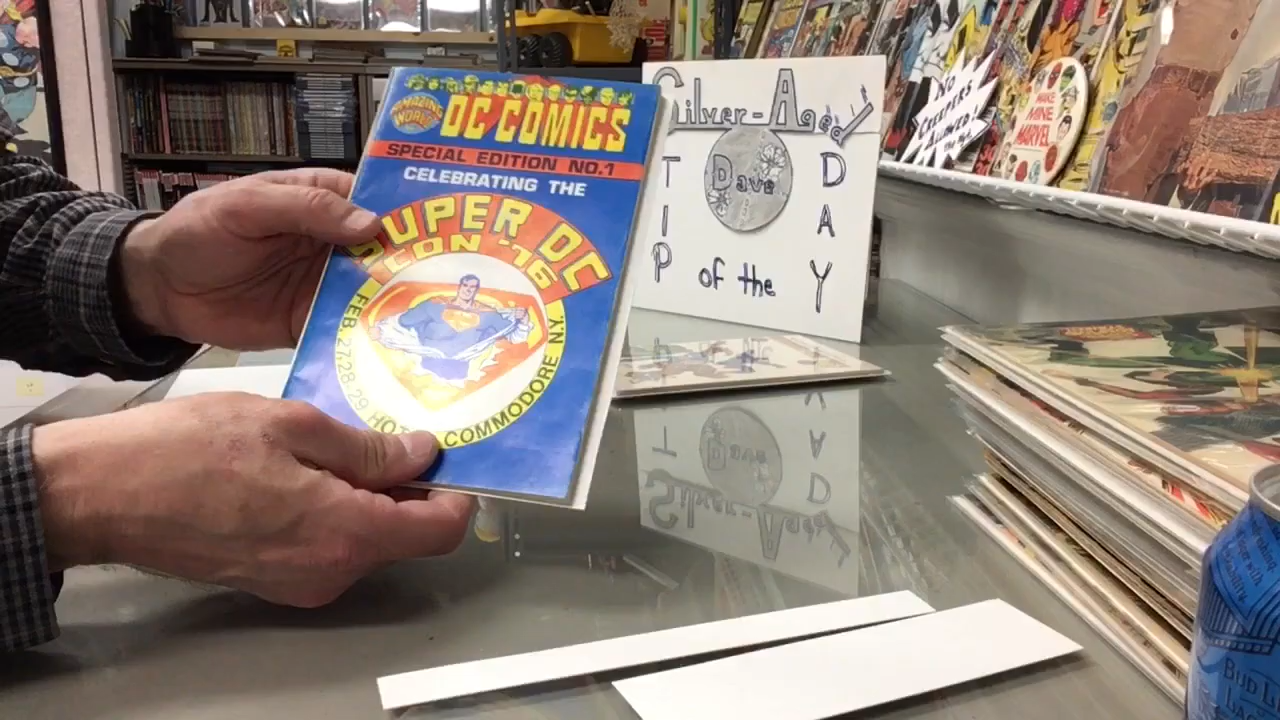 AMAZING WORLD
DC COMICS
SPECIAL EDITION NO.1
CELEBRATING THE
SUPER DC
CON '76
FEB. 27, 28, 29 HOTEL COMMODORE N.Y.
Silver-Aged
Dave
TIP
of the
DAY
NO
CREEPERS
ALLOWED!
MAKE
MINE
MARVEL
BUD